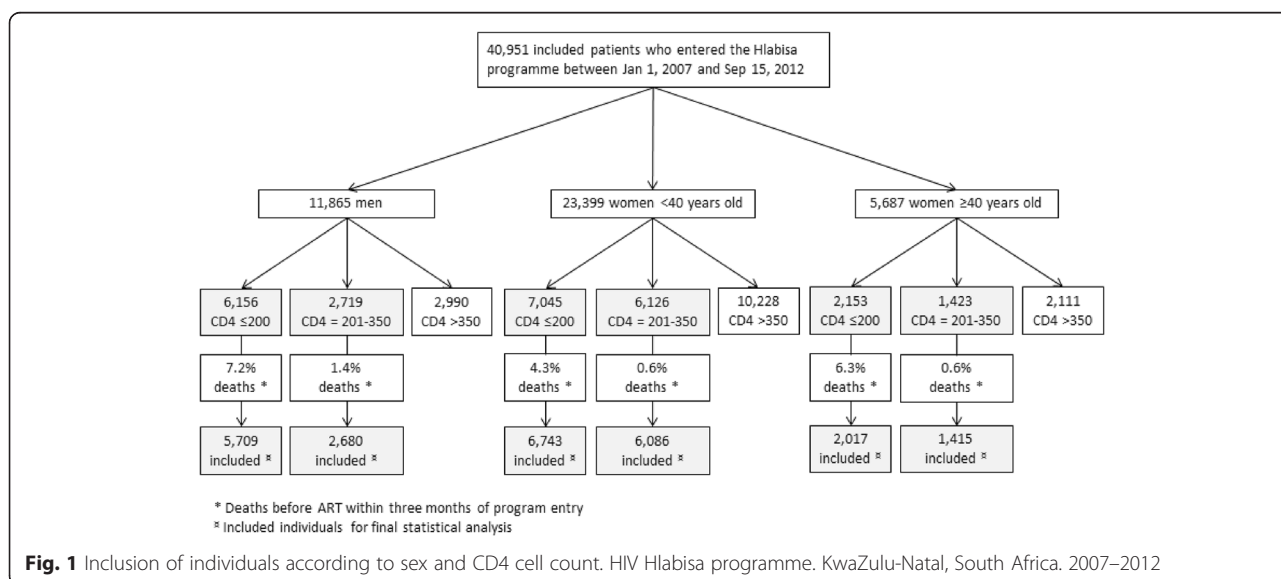 40,951 included patients who entered the Hlabisa
programme between Jan 1, 2007 and Sep 15, 2012
11,865 men
23,399 women <40 years old
5,687 women ≥40 years old
6,156
CD4 ≤200
2,719
CD4 = 201-350
2,990
CD4 >350
7,045
CD4 ≤200
6,126
CD4 = 201-350
10,228
CD4 >350
2,153
CD4 ≤200
1,423
CD4 = 201-350
2,111
CD4 >350
7.2%
deaths *
1.4%
deaths *
4.3%
deaths *
0.6%
deaths *
6.3%
deaths *
0.6%
deaths *
5,709
included ¤
2,680
included ¤
6,743
included ¤
6,086
included ¤
2,017
included ¤
1,415
included ¤
* Deaths before ART within three months of program entry
¤ Included individuals for final statistical analysis
Fig. 1 Inclusion of individuals according to sex and CD4 cell count. HIV Hlabisa programme. KwaZulu-Natal, South Africa. 2007–2012